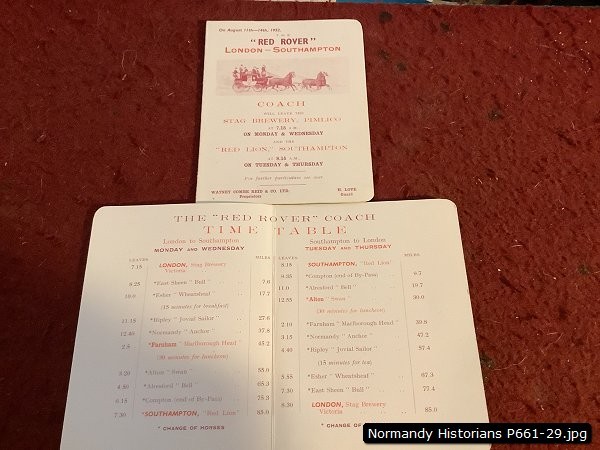 On August 11th—14th, 1952,
THE
"RED ROVER"
LONDON — SOUTHAMPTON
COACH
WILL LEAVE THE
STAG BREWERY, PIMLICO
AT 7.15 A.M.
ON MONDAY & WEDNESDAY
AND THE
"RED LION," SOUTHAMPTON
AT 8.15 A.M.
ON TUESDAY & THURSDAY
For further particulars see over.
WATNEY COMBE REID & CO. LTD. H. LOVE
Proprietors Guard
THE "RED ROVER" COACH
TIME TABLE
London to Southampton
MONDAY AND WEDNESDAY
LEAVES MILES
7.15 LONDON, Stag Brewery
Victoria
8.25 *East Sheen "Bull" 7.6
10.0 *Esher "Wheatsheaf" 17.7
(15 minutes for breakfast)
11.15 *Ripley "Jovial Sailor" 27.6
12.40 *Normandy "Anchor" 37.8
2.5 *Farnham "Marlborough Head" 45.2
(30 minutes for luncheon)
3.20 *Alton "Swan" 55.0
4.50 *Alresford "Bell" 65.3
6.15 *Compton (end of By-Pass) 75.3
7.30 *SOUTHAMPTON, "Red Lion" 85.0
* CHANGE OF HORSES
Southampton to London
TUESDAY AND THURSDAY
LEAVES MILES
8.15 SOUTHAMPTON, "Red Lion"
9.35 *Compton (end of By-Pass) 9.7
11.0 *Alresford "Bell" 19.7
12.55 *Alton "Swan" 30.0
(30 minutes for luncheon)
2.10 *Farnham "Marlborough Head" 39.8
3.15 *Normandy "Anchor" 47.2
4.40 *Ripley "Jovial Sailor" 57.4
(15 minutes for tea)
5.55 *Esher "Wheatsheaf" 67.3
7.30 *East Sheen "Bull" 77.4
8.30 LONDON, Stag Brewery
Victoria 85.0
* CHANGE OF HORSES
Normandy Historians P661-29.jpg